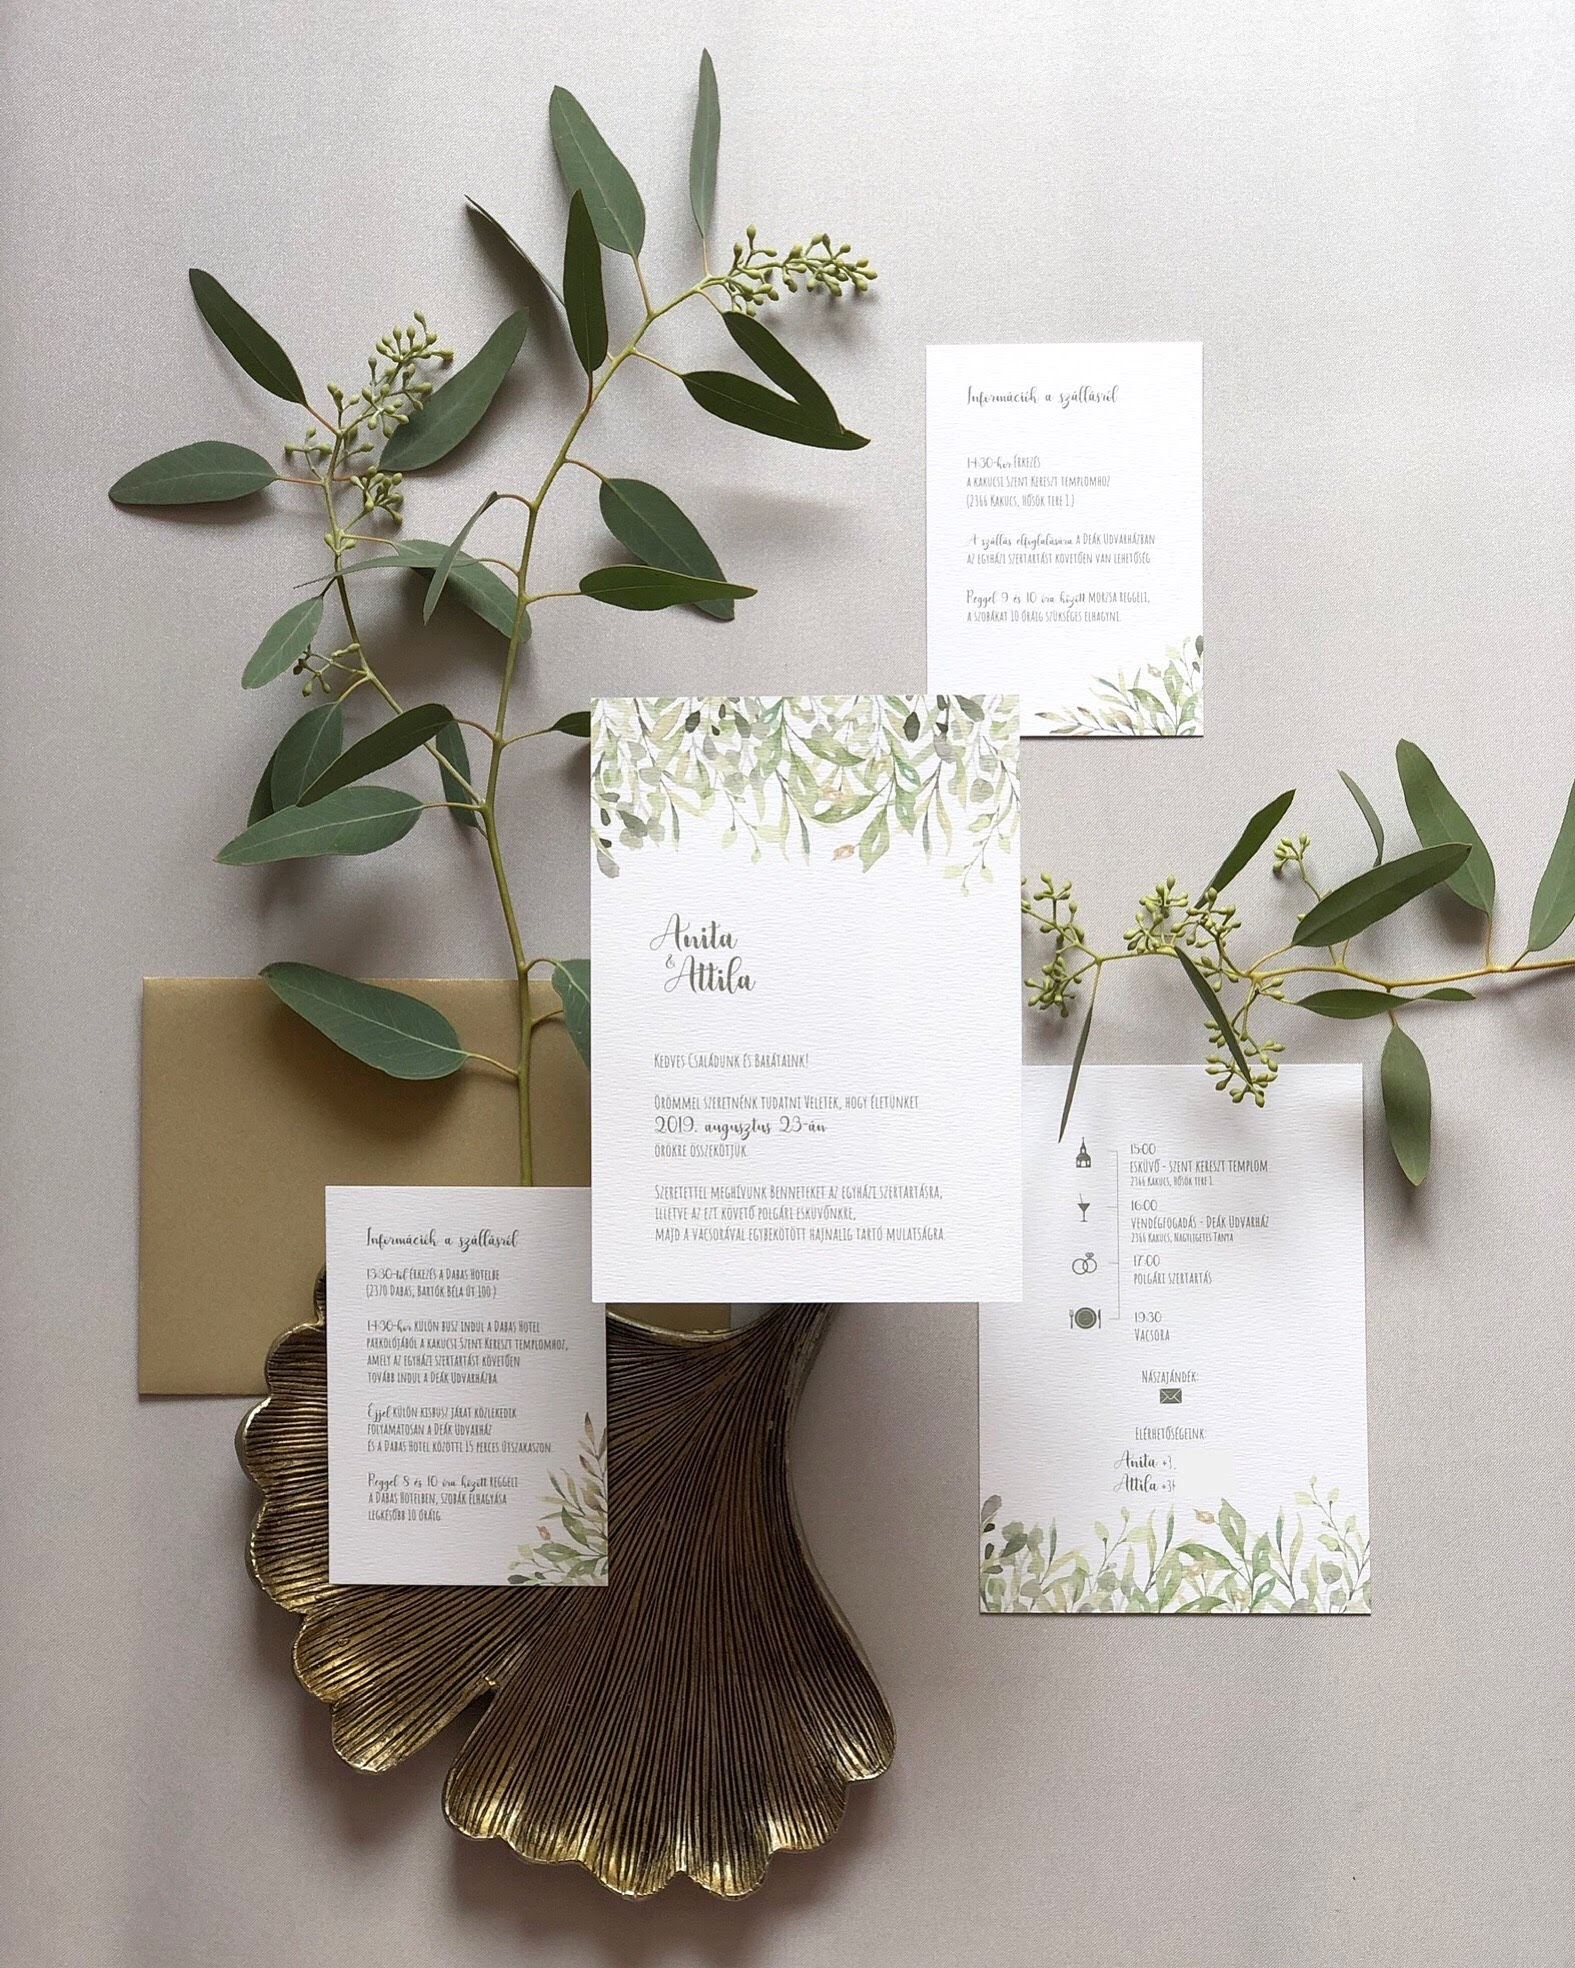 Információk a szállásról
14:30-kor érkezés
a kakucsi Szent Kereszt templomhoz
(2366 Kakucs, Hősök tere 1.)
A szállás elfoglalására a Deák Udvarházban
az egyházi szertartást követően van lehetőség
Reggel 9 és 10 óra között morzsa reggeli,
a szobákat 10 óráig szükséges elhagyni.
Anita
&
Attila
Kedves Családunk és Barátaink!
Örömmel szeretnénk tudatni Veletek, hogy életünket
2019. augusztus 23-án
örökre összekötjük.
Szeretettel meghívunk Benneteket az egyházi szertartásra,
illetve az ezt követő polgári esküvőnkre,
majd a vacsorával egybekötött hajnalig tartó mulatságra.
Információk a szállásról
13:30-tól érkezés a Dabas Hotelbe
(2370 Dabas, Bartók Béla út 100.)
14:30-kor külön busz indul a Dabas Hotel
parkolójából a kakucsi Szent Kereszt templomhoz,
amely az egyházi szertartást követően
tovább indul a Deák Udvarházba.
Éjjel külön kisbusz járat közlekedik
folyamatosan a Deák Udvarház
és a Dabas Hotel közötti 15 perces útszakaszon.
Reggel 8 és 10 óra között reggeli
a Dabas Hotelben, szobák elhagyása
legkésőbb 10 óráig.
15:00
Esküvő - Szent Kereszt templom
2366 Kakucs, Hősök tere 1.
16:00
Vendégfogadás - Deák Udvarház
2366 Kakucs, Nagyligetes Tanya
17:00
Polgári szertartás
19:30
Vacsora
Nászajándék:
Elérhetőségeink:
Anita +3
Attila +3